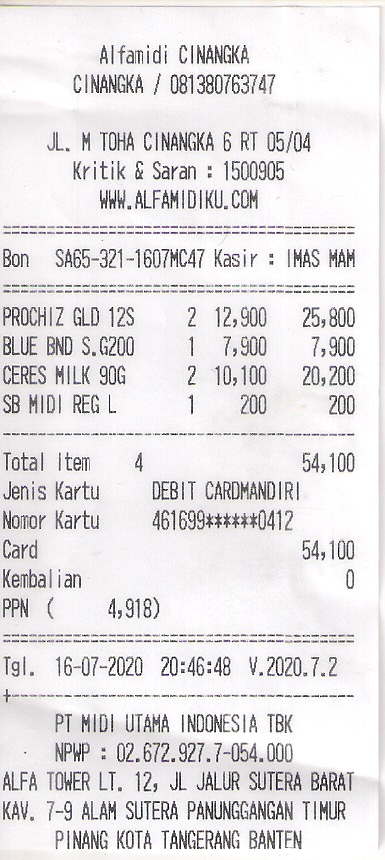 Alfamidi CINANGKA
CINANGKA / 081380763747
JL. M TOHA CINANGKA 6 RT 05/04
Kritik & Saran : 1500905
WWW.ALFAMIDIKU.COM
Bon SA65-321-1607MC47 Kasir : IMAS MAM
PROCHIZ GLD 12S 2 12,900 25,800
BLUE BND S.G200 1 7,900 7,900
CERES MILK 90G 2 10,100 20,200
SB MIDI REG L 1 200 200
Total Item 4 54,100
Jenis Kartu DEBIT CARDMANDIRI
Nomor Kartu 461699******0412
Card 54,100
Kembalian 0
PPN ( 4,918)
Tgl. 16-07-2020 20:46:48 V.2020.7.2
PT MIDI UTAMA INDONESIA TBK
NPWP : 02.672.927.7-054.000
ALFA TOWER LT. 12, JL JALUR SUTERA BARAT
KAV. 7-9 ALAM SUTERA PANUNGGANGAN TIMUR
PINANG KOTA TANGERANG BANTEN